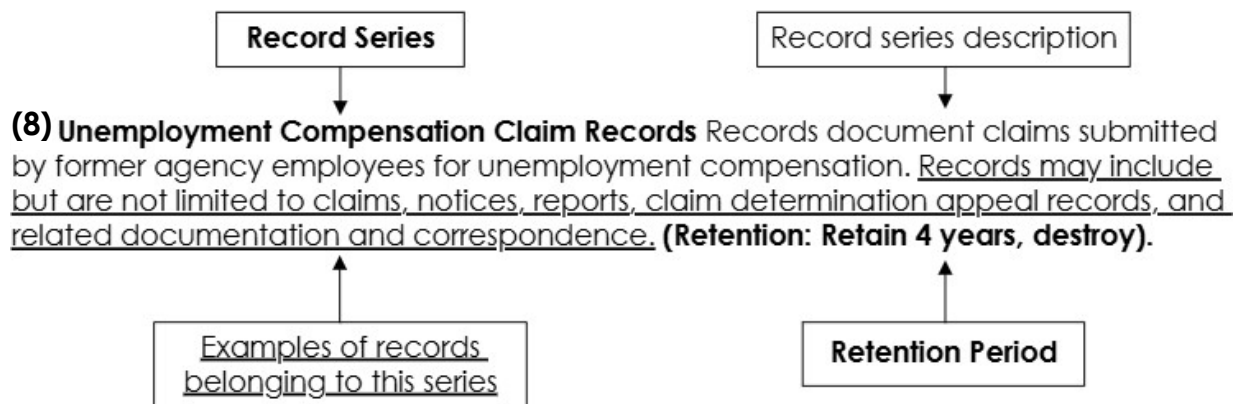 Record Series
Record series description
(8) Unemployment Compensation Claim Records Records document claims submitted
by former agency employees for unemployment compensation. Records may include
but are not limited to claims, notices, reports, claim determination appeal records, and
related documentation and correspondence. (Retention: Retain 4 years, destroy).
Examples of records
belonging to this series
Retention Period